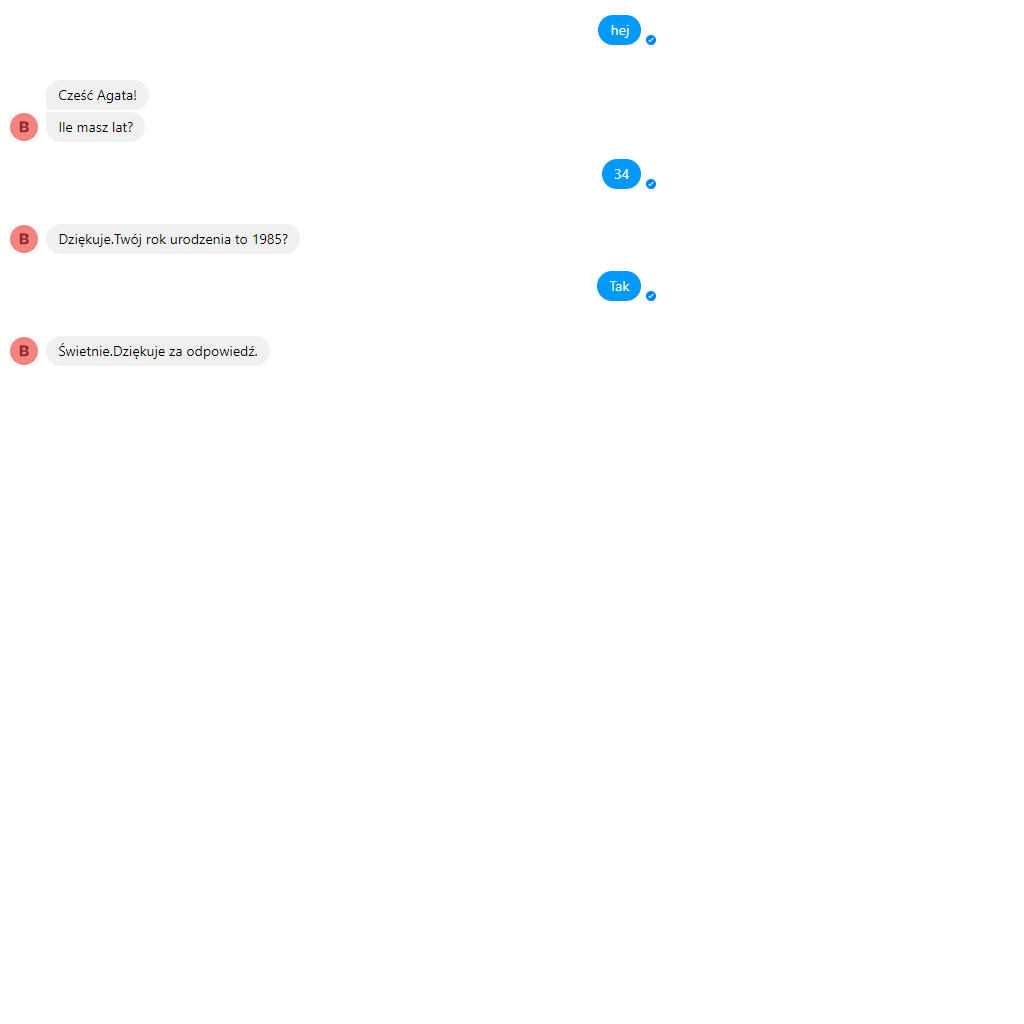 hej
Cześć Agata!
B Ile masz lat?
34
B Dziękuje.Twój rok urodzenia to 1985?
Tak
B Świetnie.Dziękuje za odpowiedź.